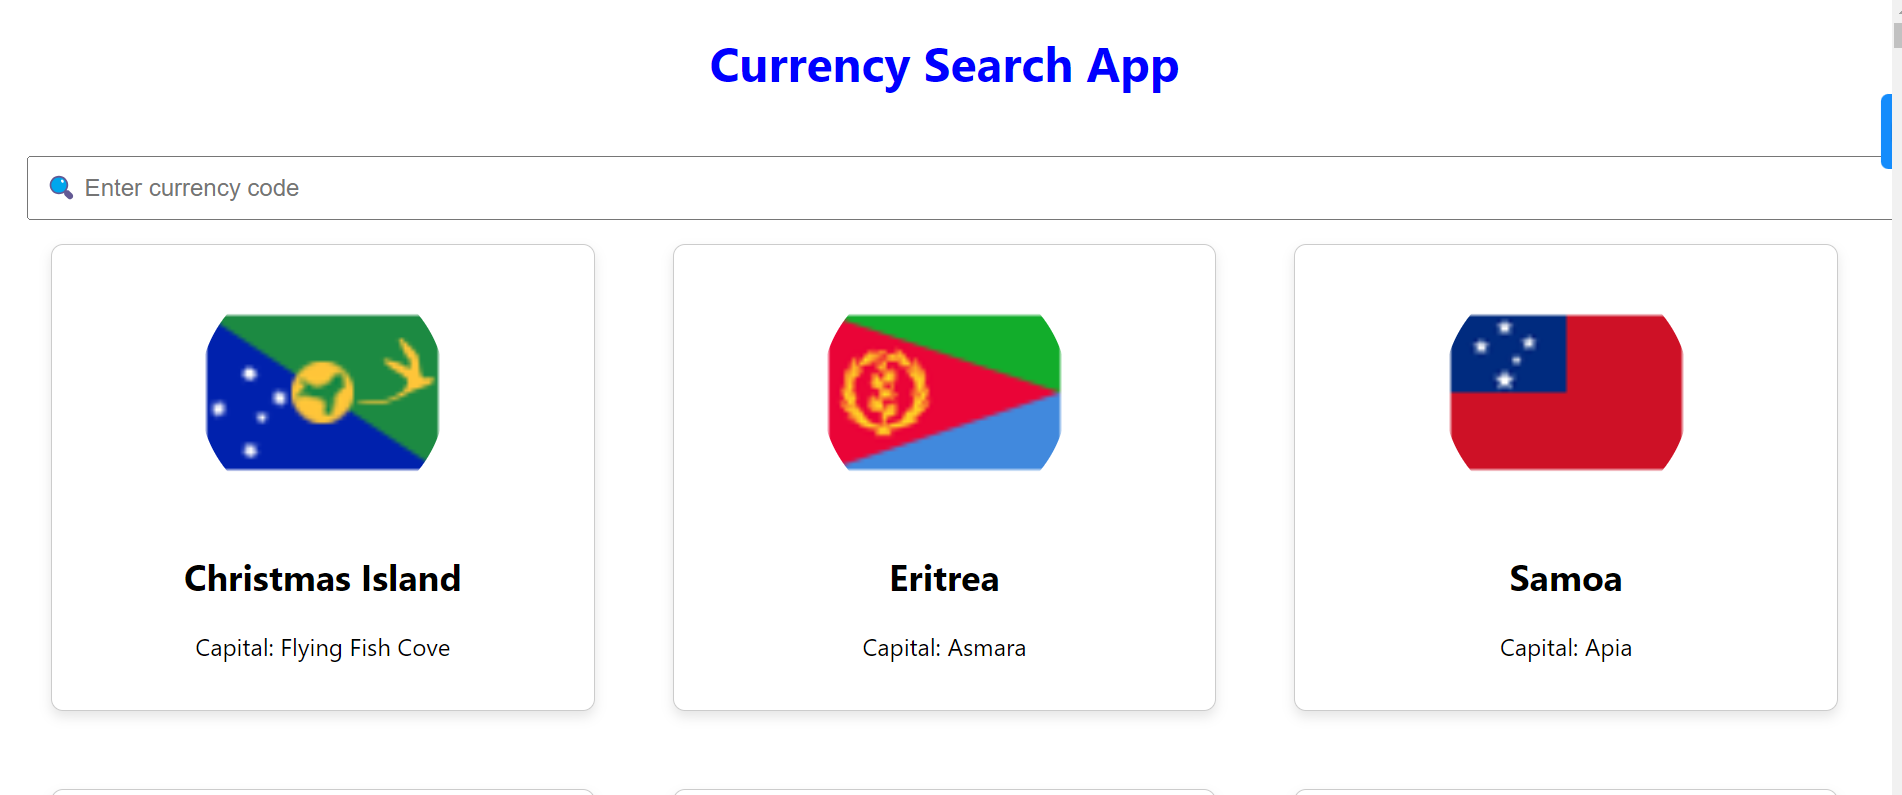 Currency Search App
Enter currency code
Christmas Island
Capital: Flying Fish Cove
Eritrea
Capital: Asmara
Samoa
Capital: Apia